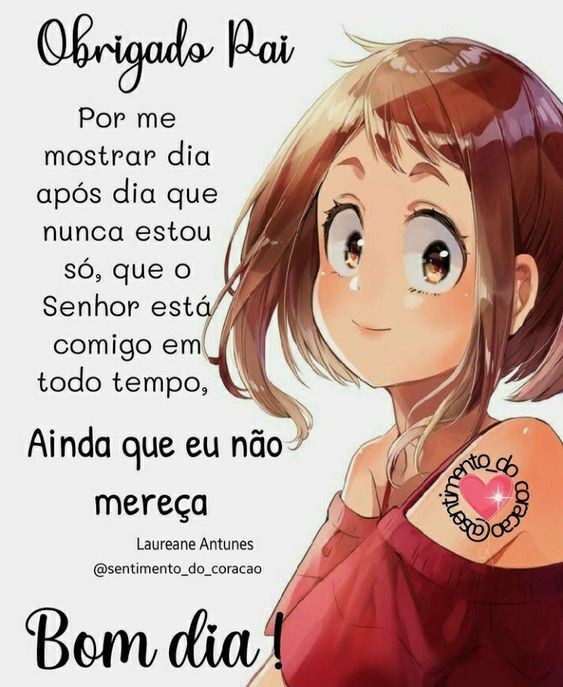 Obrigado Pai
Por me
mostrar dia
após dia que
nunca estou
só, que o
Senhor está
comigo em
todo tempo,
Ainda que eu não
mereça
Laureane Antunes
@sentimento_do_coracao
@sentimento_do_coracao
Bom dia!